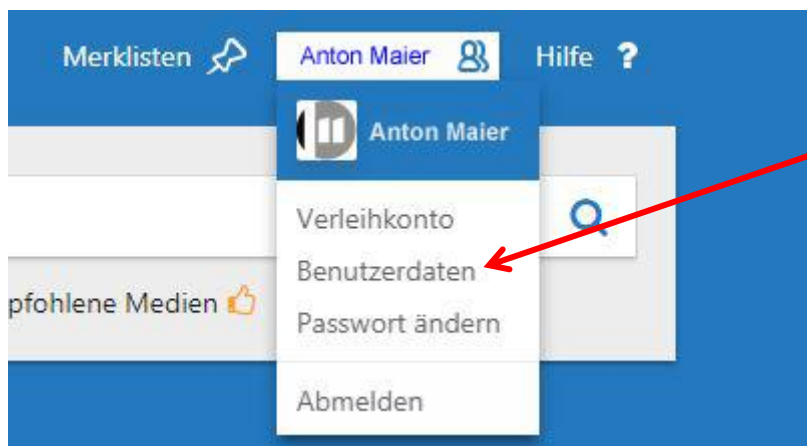 Merklisten Anton Maier Hilfe ?
Anton Maier
Verleihkonto
Benutzerdaten
pfohlene Medien
Passwort ändern
Abmelden